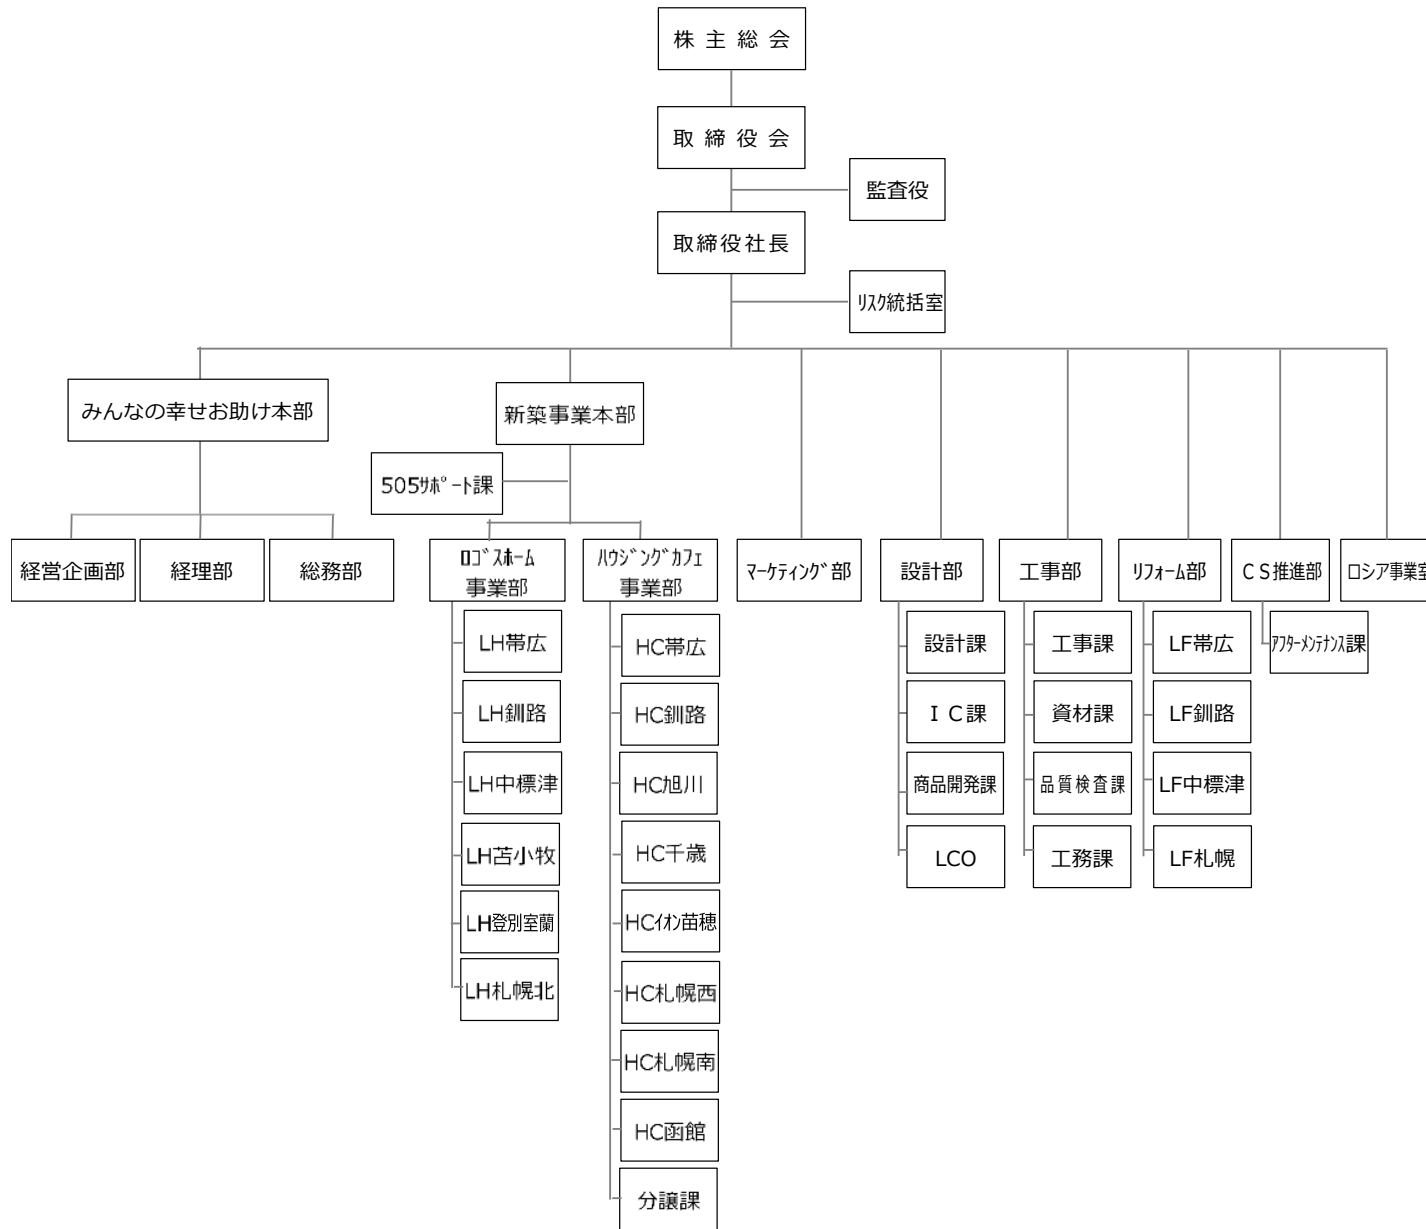 株主総会
取締役会
監査役
取締役社長
ﾘｽｸ統括室
みんなの幸せお助け本部
新築事業本部
505ｻﾎﾟｰﾄ課
経営企画部
経理部
総務部
ﾛｺﾞｽﾎｰﾑ
事業部
ﾊｳｼﾞﾝｸﾞｶﾌｪ
事業部
ﾏｰｹﾃｨﾝｸﾞ部
設計部
工事部
ﾘﾌｫｰﾑ部
ＣＳ推進部
ロシア事業室
LH帯広
LH釧路
LH中標津
LH苫小牧
LH登別室蘭
LH札幌北
HC帯広
HC釧路
HC旭川
HC千歳
HCｲｵﾝ苗穂
HC札幌西
HC札幌南
HC函館
分譲課
設計課
ＩＣ課
商品開発課
LCO
工事課
資材課
品質検査課
工務課
LF帯広
LF釧路
LF中標津
LF札幌
ｱﾌﾀｰﾒﾝﾃﾅﾝｽ課